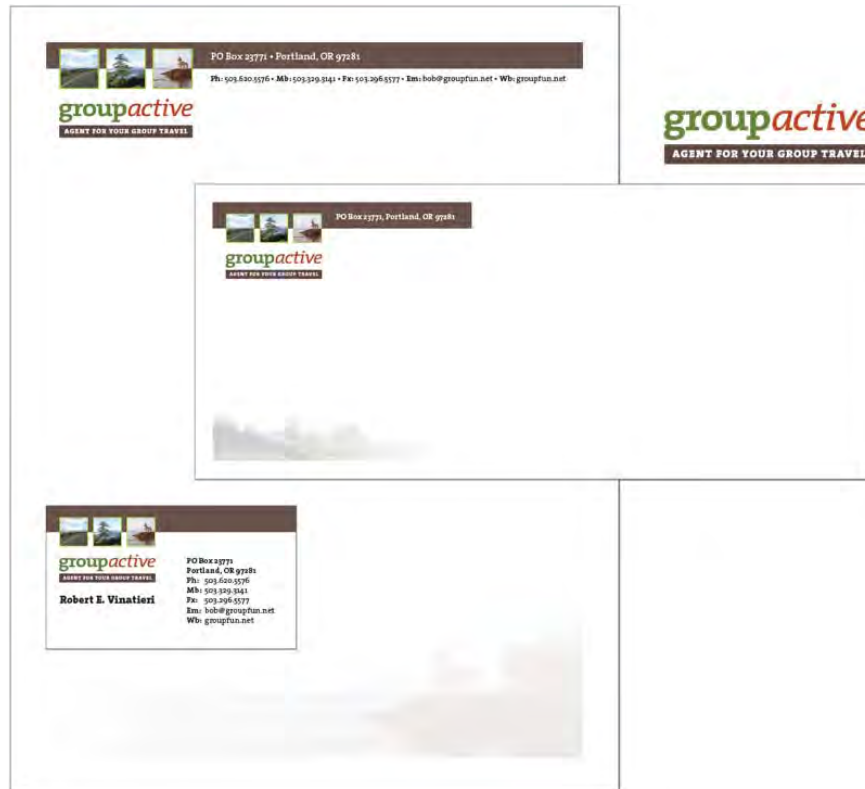 PO Box 23771 • Portland, OR 97281
Ph: 503.620.5576 • Mb: 503.329.3141 • Fx: 503.296.5577 • Em: bob@groupfun.net • Wb: groupfun.net
groupactive
AGENT FOR YOUR GROUP TRAVEL
groupactive
AGENT FOR YOUR GROUP TRAVEL
PO Box 23771, Portland, OR 97281
groupactive
AGENT FOR YOUR GROUP TRAVEL
groupactive
AGENT FOR YOUR GROUP TRAVEL
Robert E. Vinatieri
PO Box 23771
Portland, OR 97281
Ph: 503.620.5576
Mb: 503.329.3141
Fx: 503.296.5577
Em: bob@groupfun.net
Wb: groupfun.net